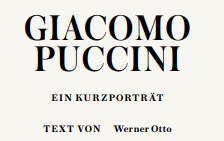 GIACOMO
PUCCINI
EIN KURZPORTRÄT
TEXT VON Werner Otto